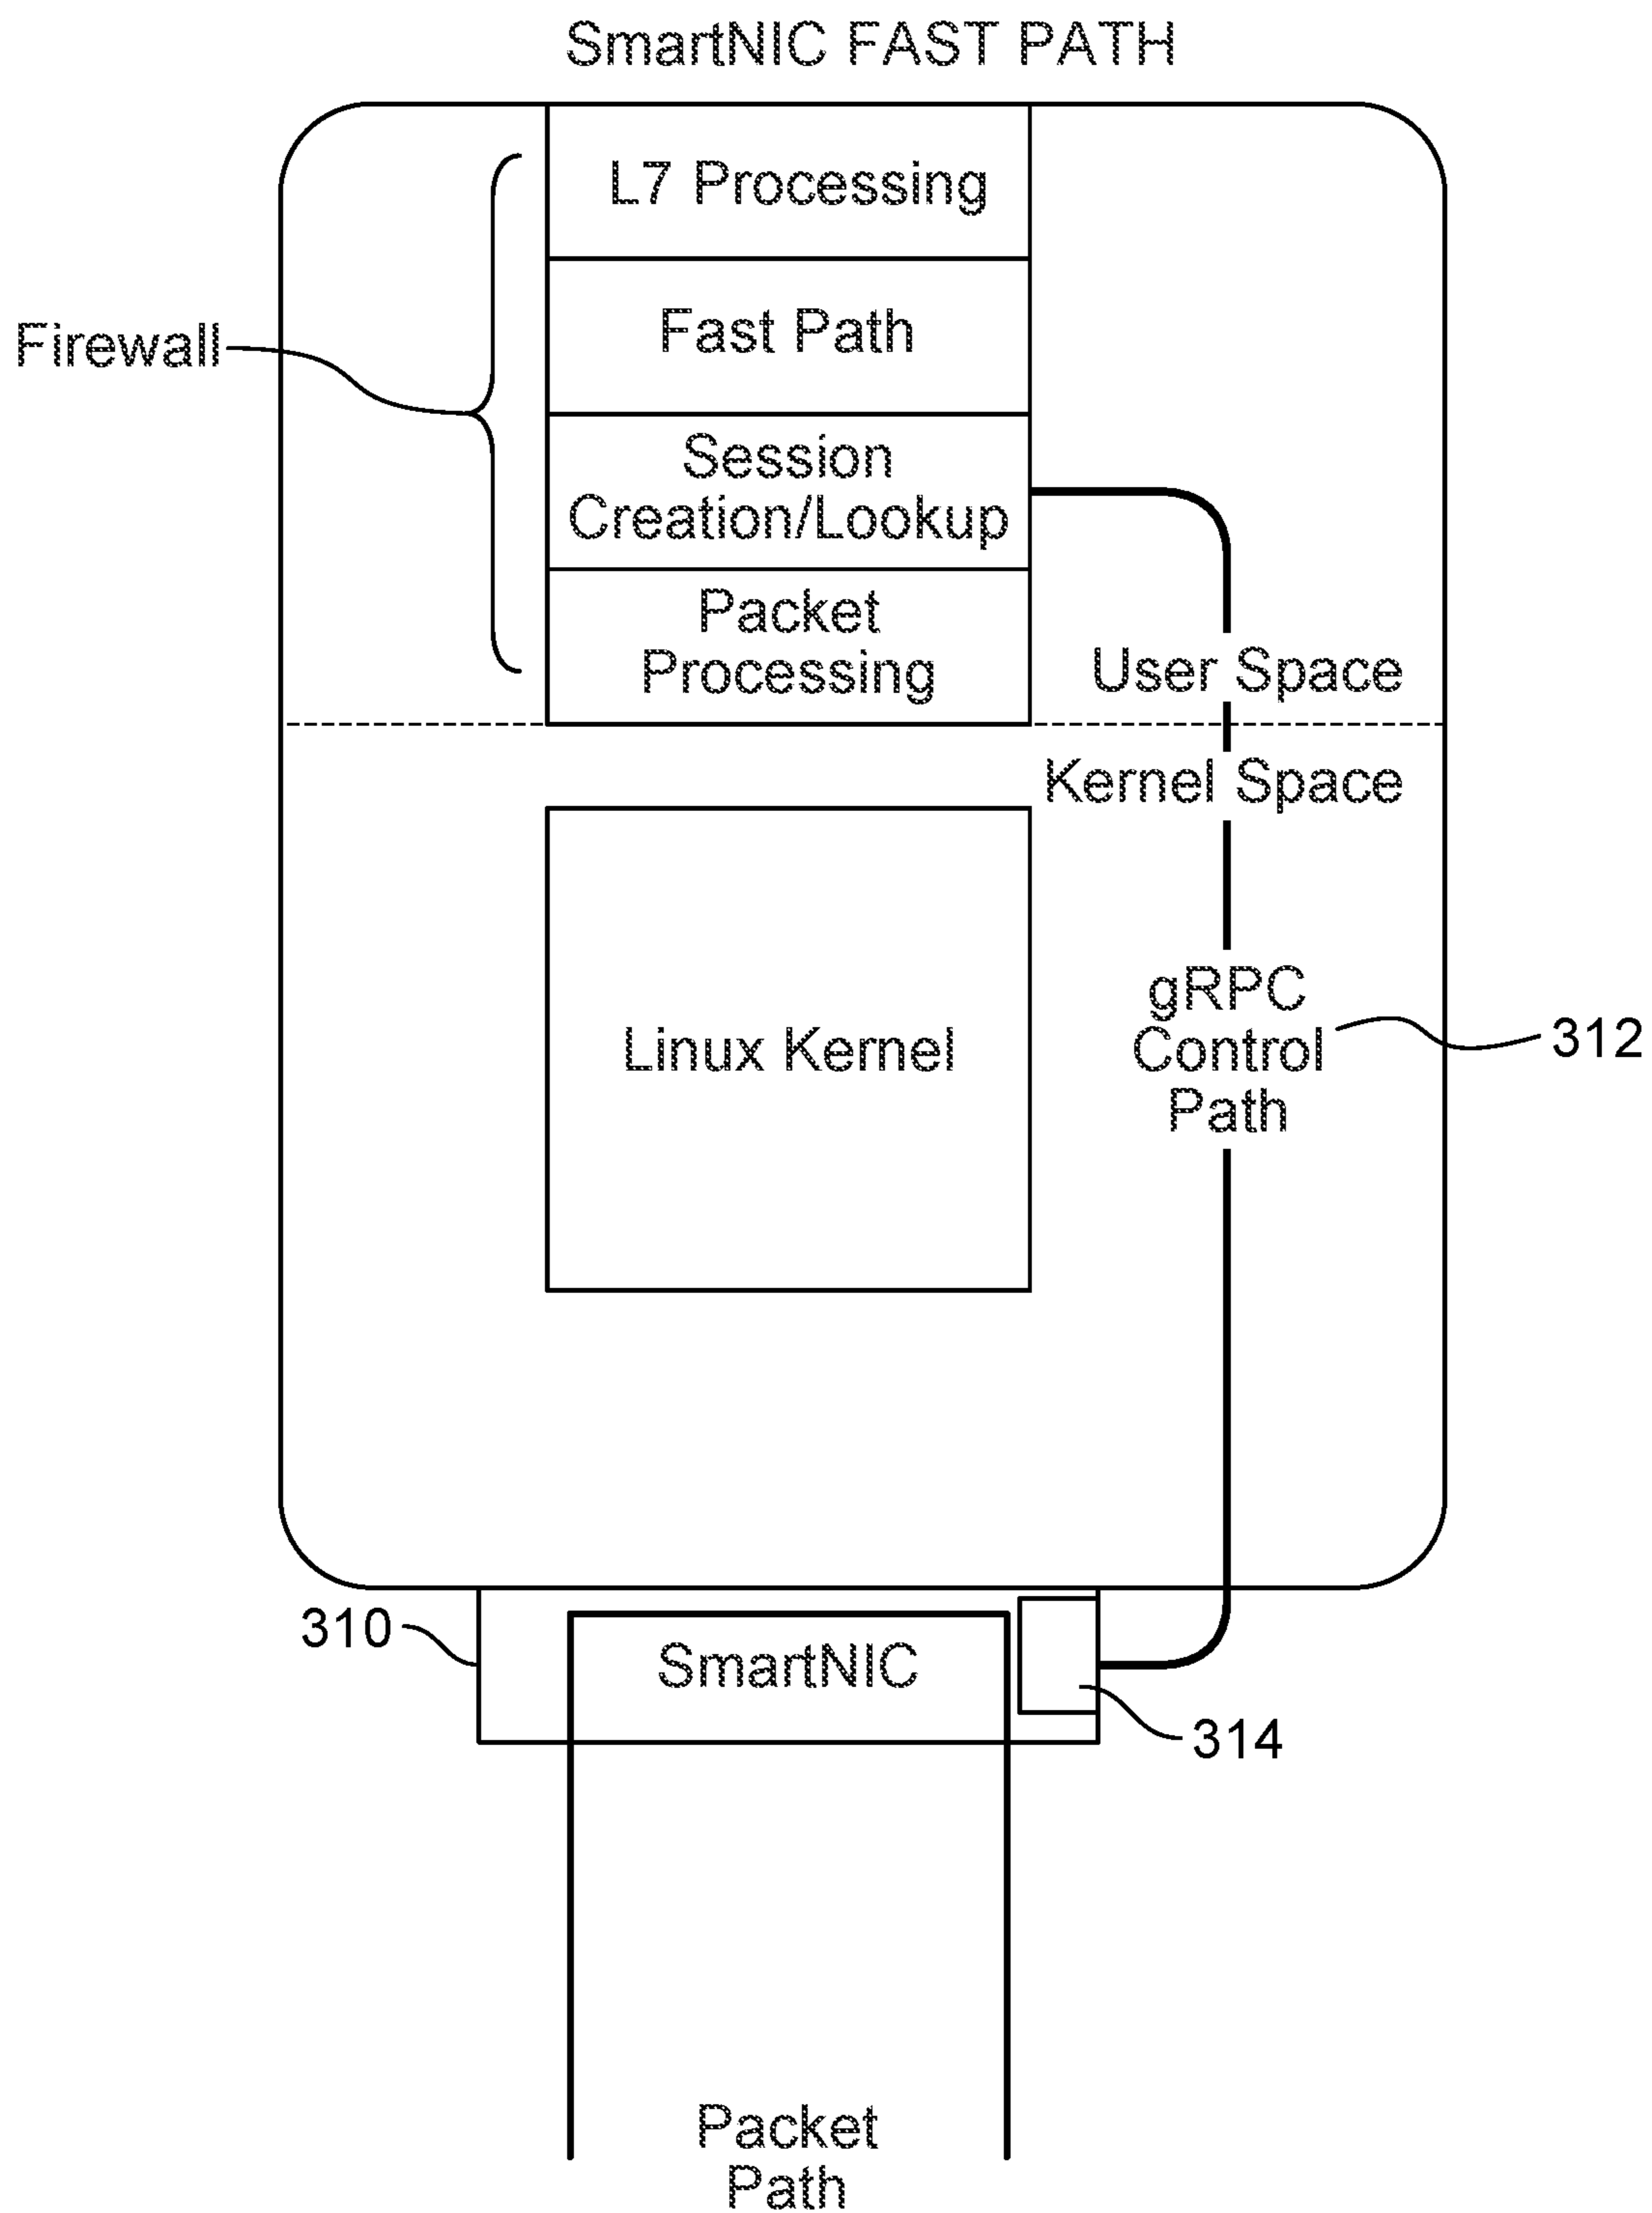 SmartNIC FAST PATH
L7 Processing
Fast Path
Firewall
Session
Creation/Lookup
Packet
Processing
User Space
Kernel Space
Linux Kernel
gRPC
Control
Path
312
310
SmartNIC
314
Packet
Path